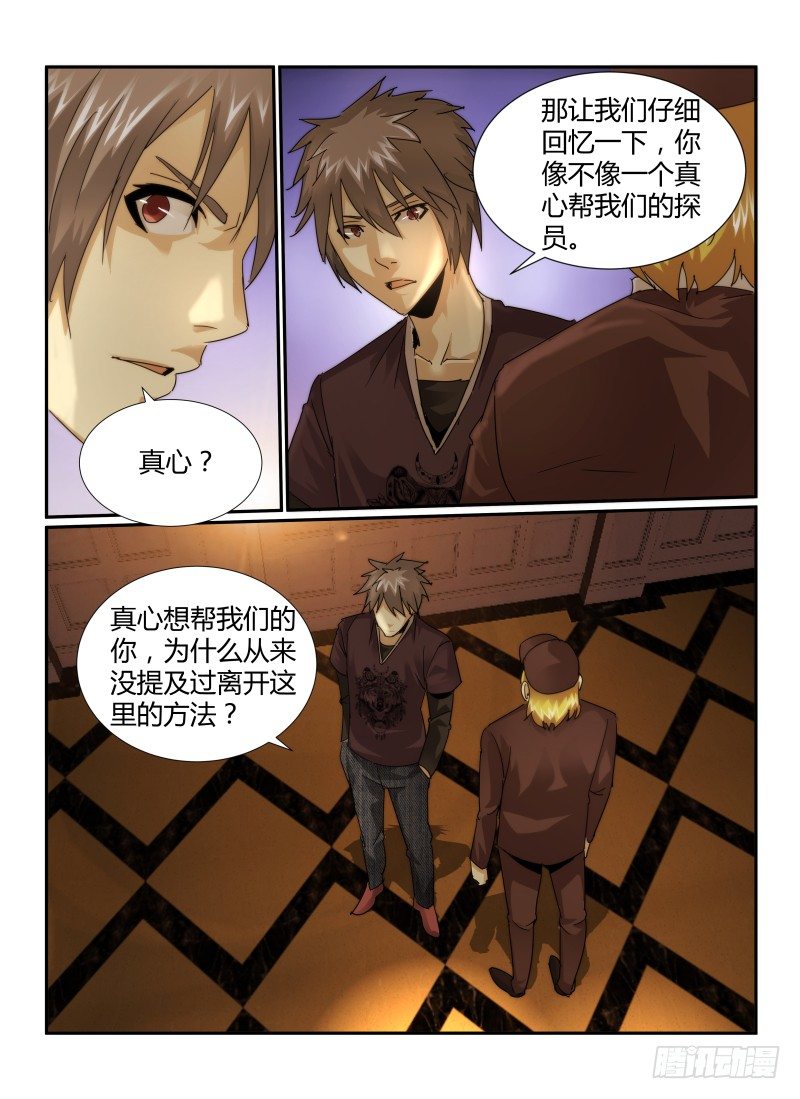 真心？
那让我们仔细
回忆一下，你
像不像一个真
心帮我们的探
员。
真心想帮我们的
你，为什么从来
没提及过离开这
里的方法？
腾讯动漫